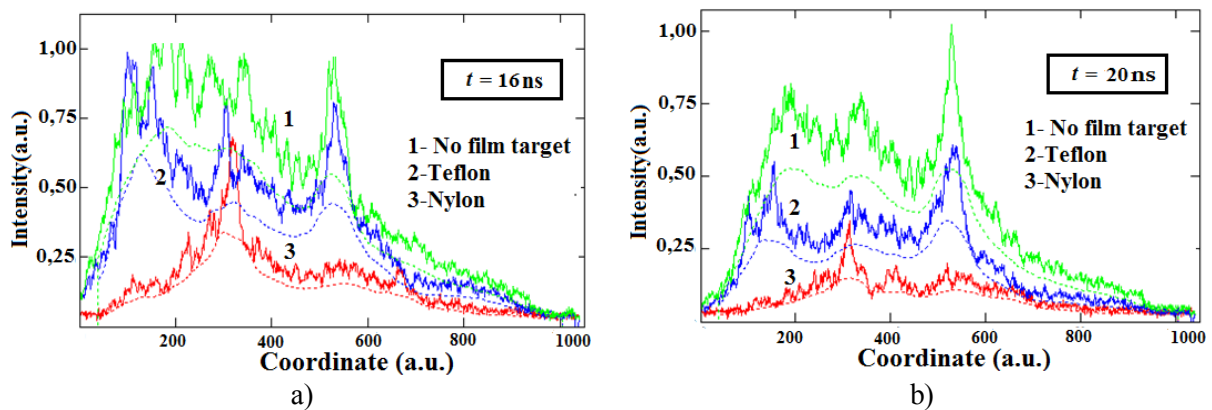 1,00
0,75
0,50
0,25
Intensity(a.u.)
t = 16ns
1- No film target
2-Teflon
3-Nylon
1
2
3
200
400
600
800
1000
Coordinate (a.u.)
a)
1,00
0,75
0,50
0,25
Intensity(a.u.)
t = 20ns
1- No film target
2-Teflon
3-Nylon
1
2
3
200
400
600
800
1000
Coordinate (a.u.)
b)